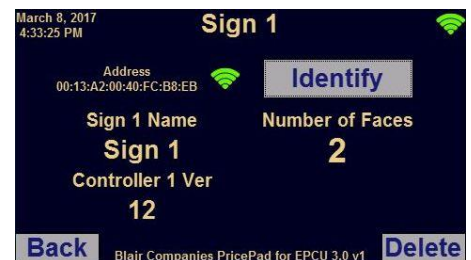 March 8, 2017
4:33:25 PM
Sign 1
Address
00:13:A2:00:40:FC:B8:EB
Identify
Sign 1 Name
Sign 1
Number of Faces
2
Controller 1 Ver
12
Back
Blair Companies PricePad for EPCU 3.0 v1
Delete